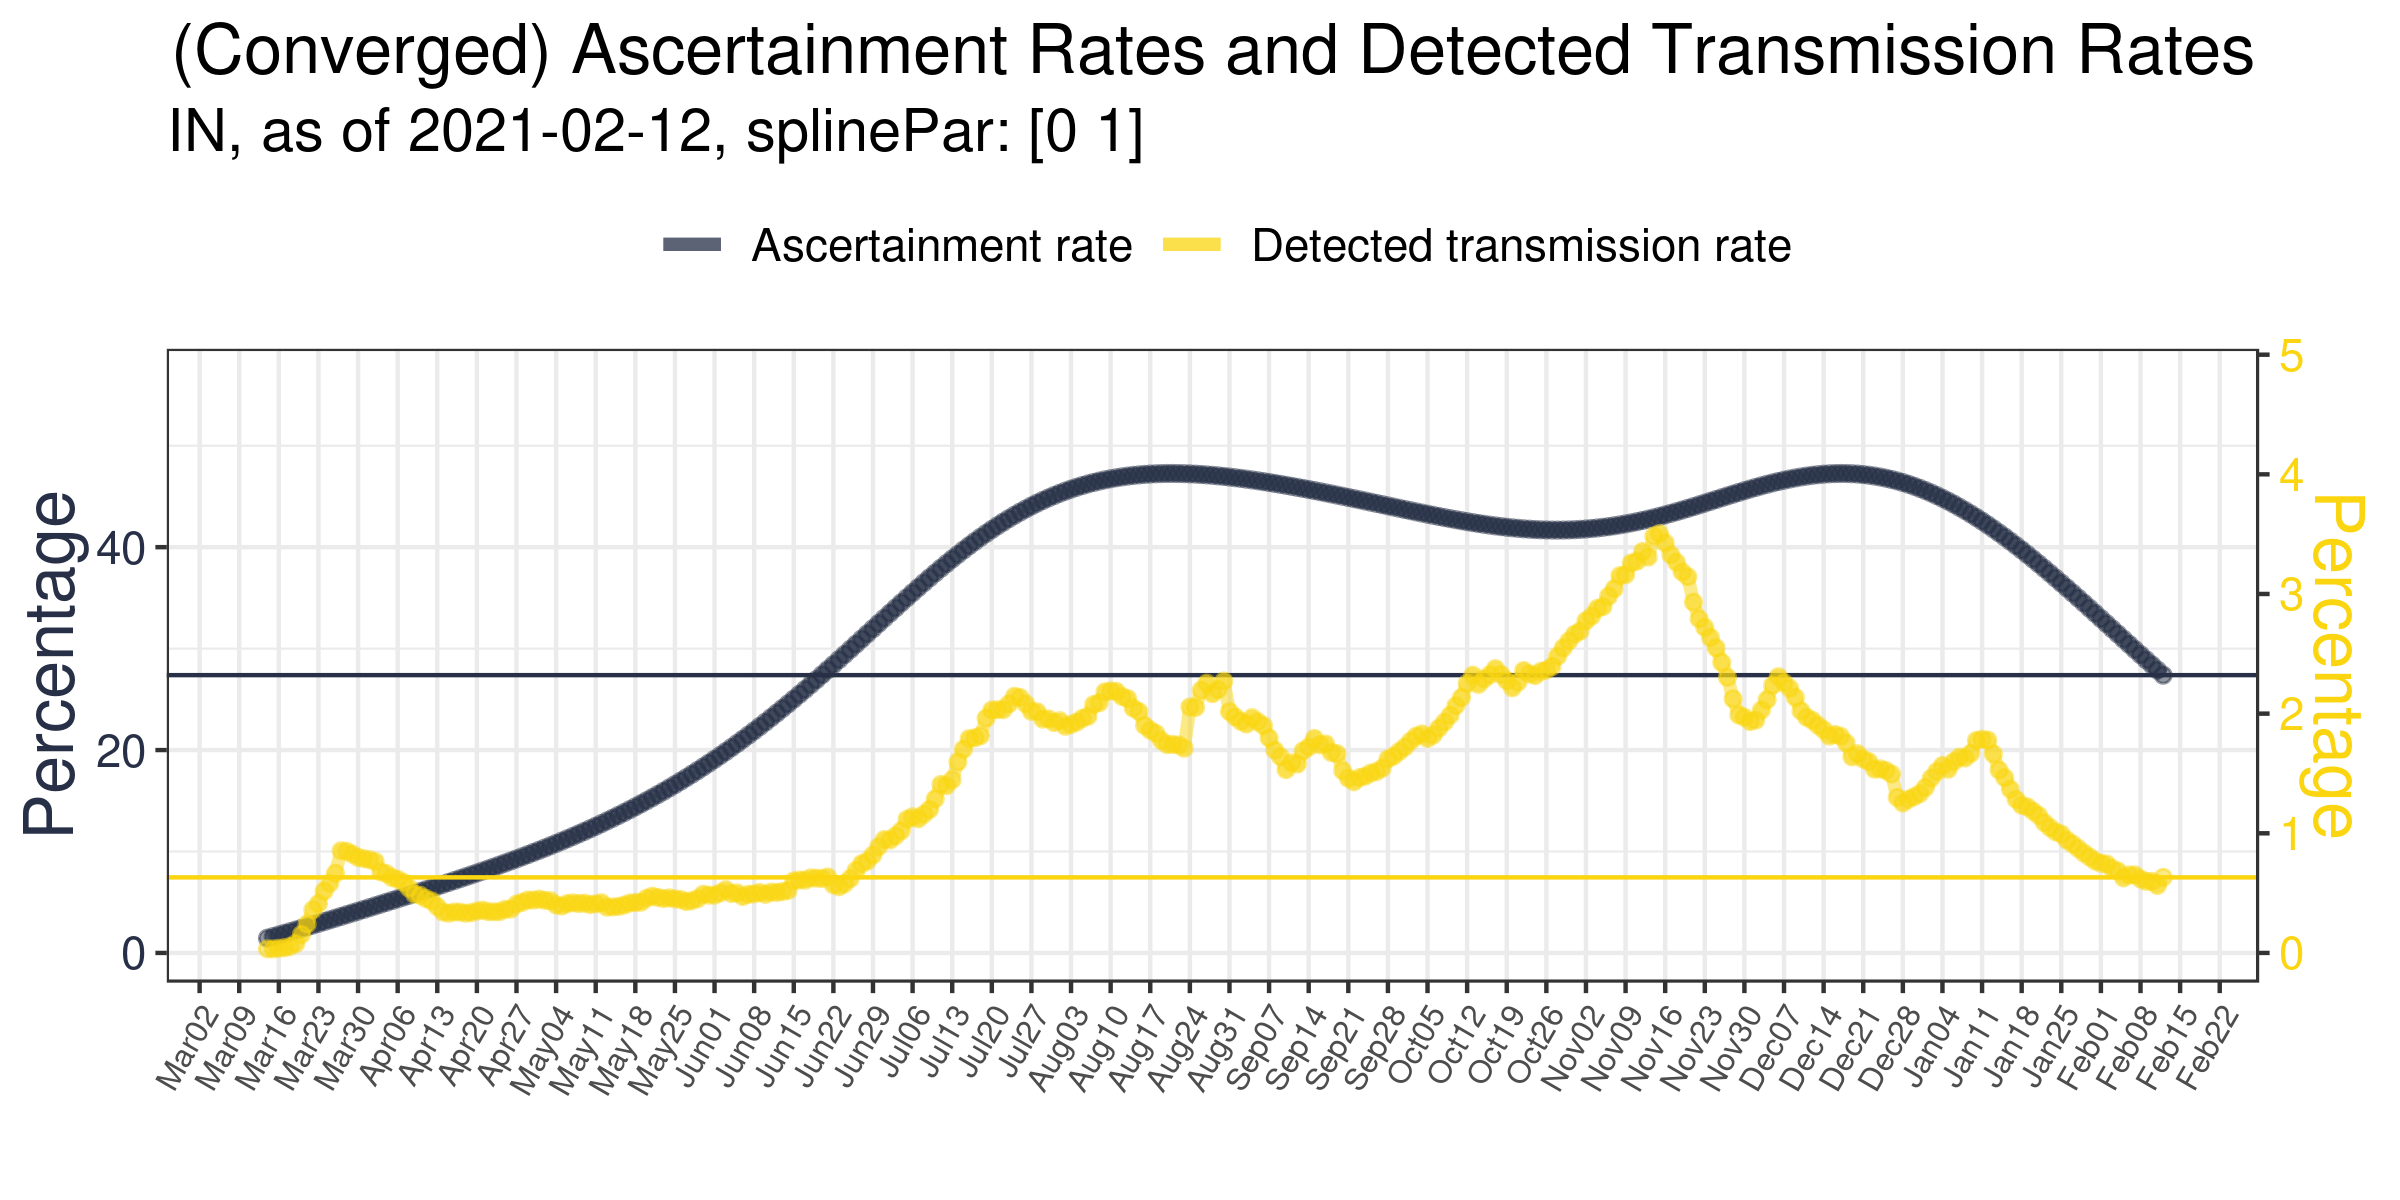 (Converged) Ascertainment Rates and Detected Transmission Rates
IN, as of 2021-02-12, splinePar: [0 1]
Ascertainment rate Detected transmission rate
Percentage
40
20
0
5
4
3
2
1
0
Percentage
Mar02 Mar09 Mar16 Mar23 Mar30 Apr06 Apr13 Apr20 Apr27 May04 May11 May18 May25 Jun01 Jun08 Jun15 Jun22 Jun29 Jul06 Jul13 Jul20 Jul27 Aug03 Aug10 Aug17 Aug24 Aug31 Sep07 Sep14 Sep21 Sep28 Oct05 Oct12 Oct19 Oct26 Nov02 Nov09 Nov16 Nov23 Nov30 Dec07 Dec14 Dec21 Dec28 Jan04 Jan11 Jan18 Jan25 Feb01 Feb08 Feb15 Feb22